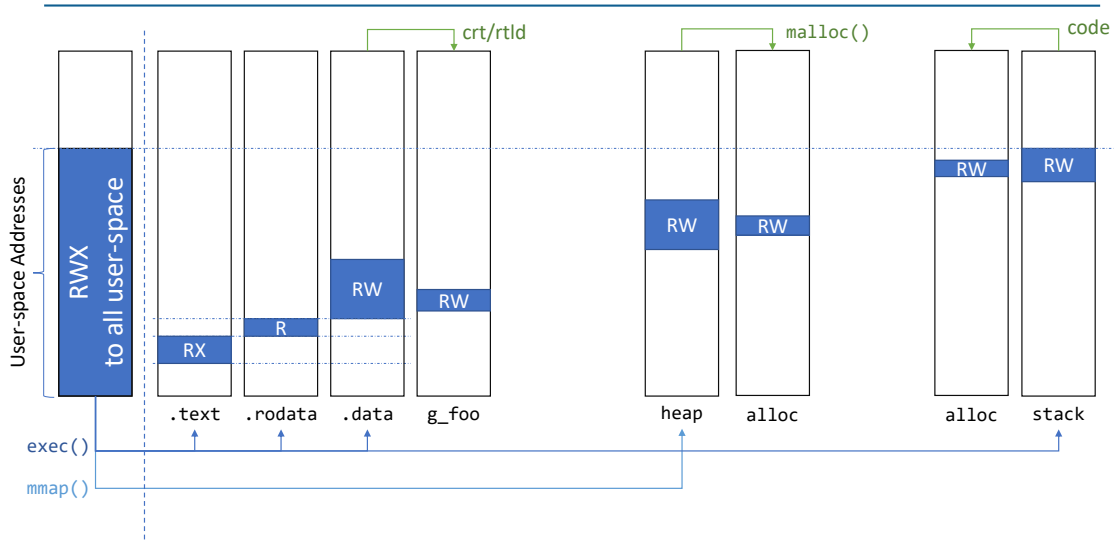 crt/rtld
malloc()
code
User-space Addresses
RWX
to all user-space
RX
R
RW
RW
RW
RW
RW
RW
.text
.rodata
.data
g_foo
heap
alloc
alloc
stack
exec()
mmap()